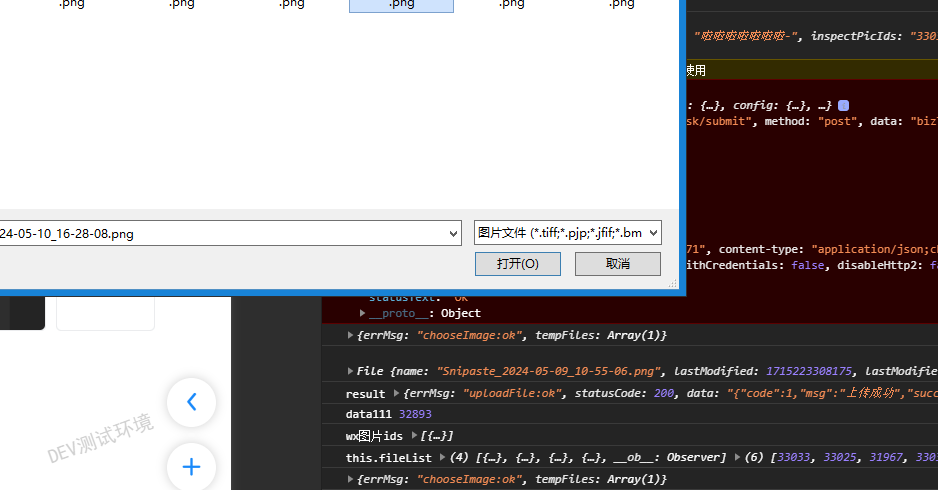 .png .png .png .png .png .png
"啦啦啦啦啦啦啦-", inspectPicIds: "330
使用
: {…}, config: {…}, …}
sk/submit", method: "post", data: "biz
24-05-10_16-28-08.png
图片文件 (*.tiff;*.pjp;*.jfif;*.bm
71", content-type: "application/json;c
打开(O) 取消
ithCredentials: false, disableHttp2: f
statusText: "OK"
__proto__: Object
{errMsg: "chooseImage:ok", tempFiles: Array(1)}
File {name: "Snipaste_2024-05-09_10-55-06.png", lastModified: 1715223308175, lastModifie
result {errMsg: "uploadFile:ok", statusCode: 200, data: "{"code":1,"msg":"上传成功","succ
data111 32893
wx图片ids [{…}]
this.fileList (4) [{…}, {…}, {…}, {…}, __ob__: Observer] (6) [33033, 33025, 31967, 330
{errMsg: "chooseImage:ok", tempFiles: Array(1)}
DEV测试环境